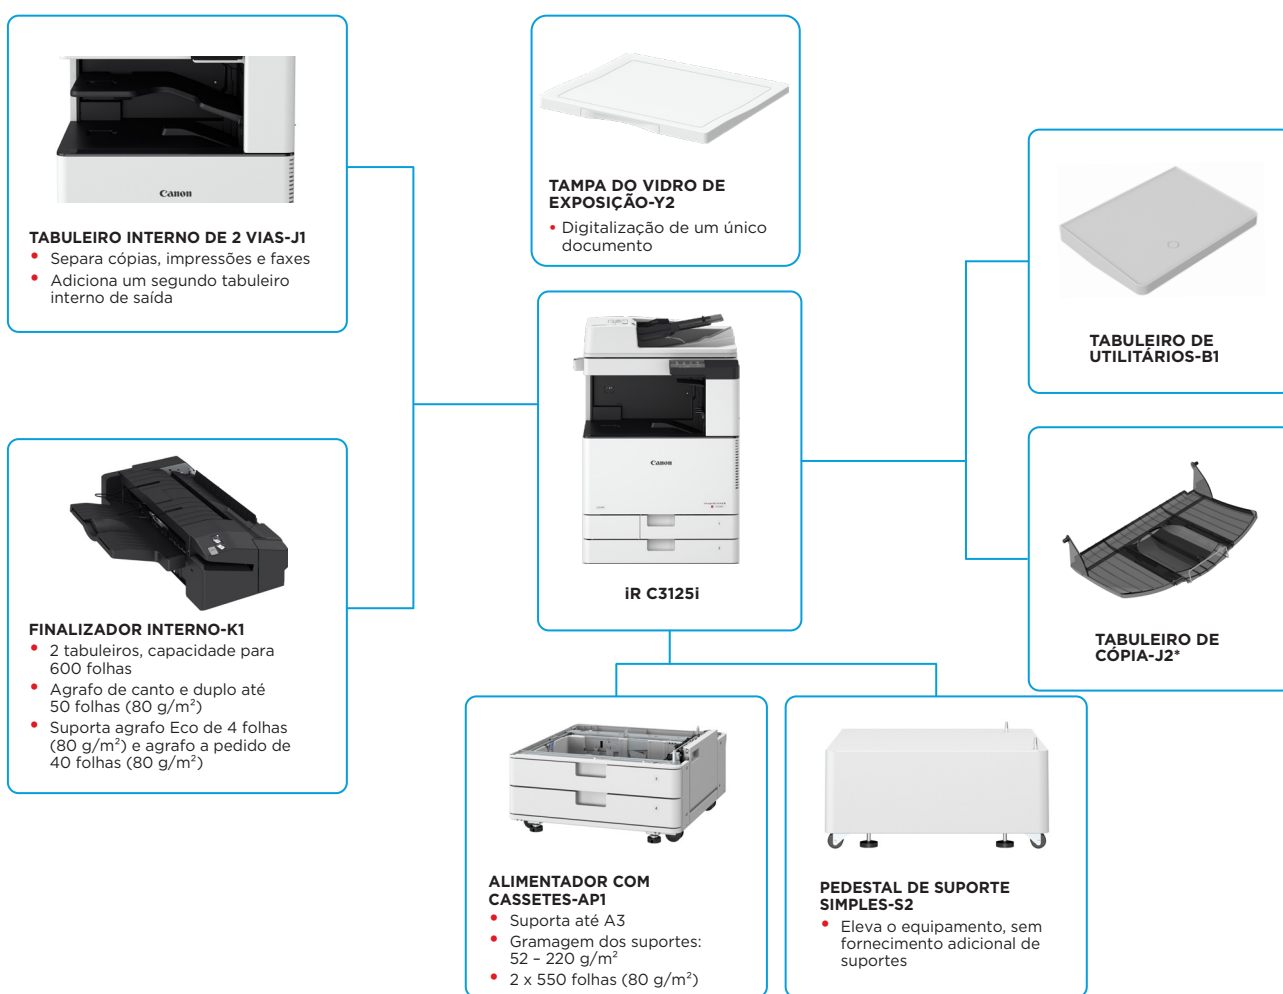 Canon
TABULEIRO INTERNO DE 2 VIAS-J1
• Separa cópias, impressões e faxes
• Adiciona um segundo tabuleiro
interno de saída
TAMPA DO VIDRO DE
EXPOSIÇÃO-Y2
• Digitalização de um único
documento
TABULEIRO DE
UTILITÁRIOS-B1
Canon
iR C3125i
FINALIZADOR INTERNO-K1
• 2 tabuleiros, capacidade para
600 folhas
• Agrafo de canto e duplo até
50 folhas (80 g/m²)
• Suporta agrafo Eco de 4 folhas
(80 g/m²) e agrafo a pedido de
40 folhas (80 g/m²)
TABULEIRO DE
CÓPIA-J2*
ALIMENTADOR COM
CASSETES-AP1
• Suporta até A3
• Gramagem dos suportes:
52 – 220 g/m²
• 2 x 550 folhas (80 g/m²)
PEDESTAL DE SUPORTE
SIMPLES-S2
• Eleva o equipamento, sem
fornecimento adicional de
suportes